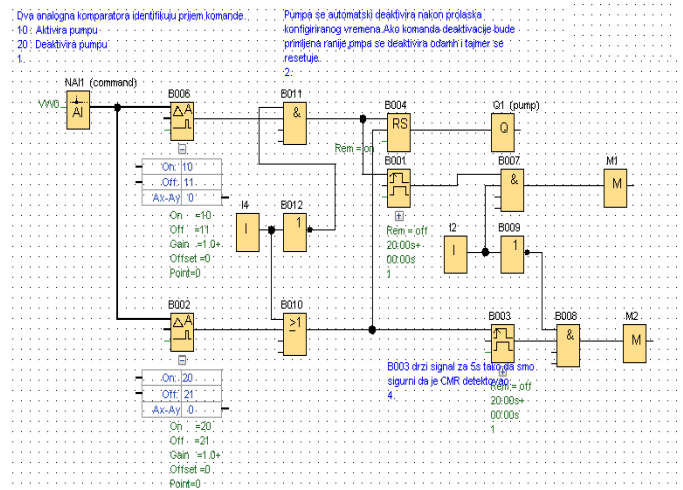 Dva analogna komparatora identifikuju prijem komande.
10 : Aktivira pumpu
20 : Deaktivira pumpu
1.
Pumpa se automatski deaktivira nakon prolaska
konfigiranog vremena.Ako komanda deaktivacije bude
primljena ranije,pmpa se deaktivira odamh i tajmer se
resetuje.
2.
NAI1 (command)
VW0
AI
B006
ΔA
B011
&
B004
RS
Q1 (pump)
Q
Rem = on
B001
B007
&
M1
M
On: 10
Off: 11
Ax-Ay 0
On =10
Off =11
Gain =1.0+
Offset =0
Point=0
I4
I
B012
1
Rem = off
20:00s+
00:00s
1
I2
I
B009
1
B002
ΔA
B010
≥1
B003
B008
&
M2
M
B003 drzi signal za 5s tako da smo
sigurni da je CMR detektovao.
4.
Rem = off
20:00s+
00:00s
1
On: 20
Off: 21
Ax-Ay 0
On =20
Off =21
Gain =1.0+
Offset =0
Point=0